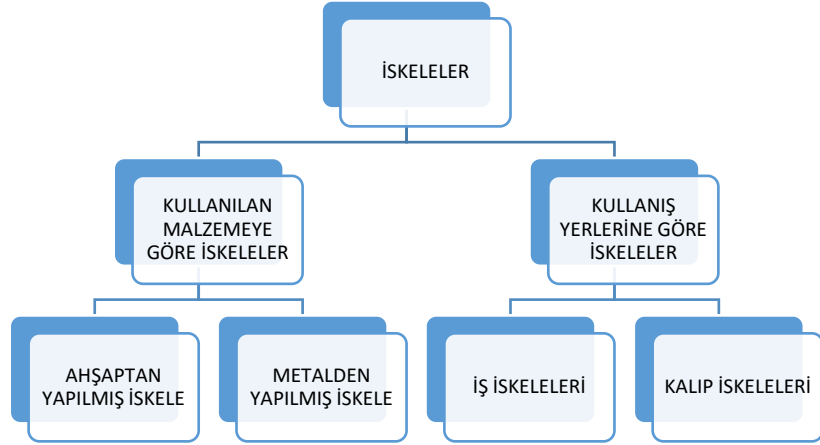 İSKELELER
KULLANILAN
MALZEMEYE
GÖRE İSKELELER
KULLANIŞ
YERLERİNE GÖRE
İSKELELER
AHŞAPTAN
YAPILMIŞ İSKELE
METALDEN
YAPILMIŞ İSKELE
İŞ İSKELELERİ
KALIP İSKELELERİ